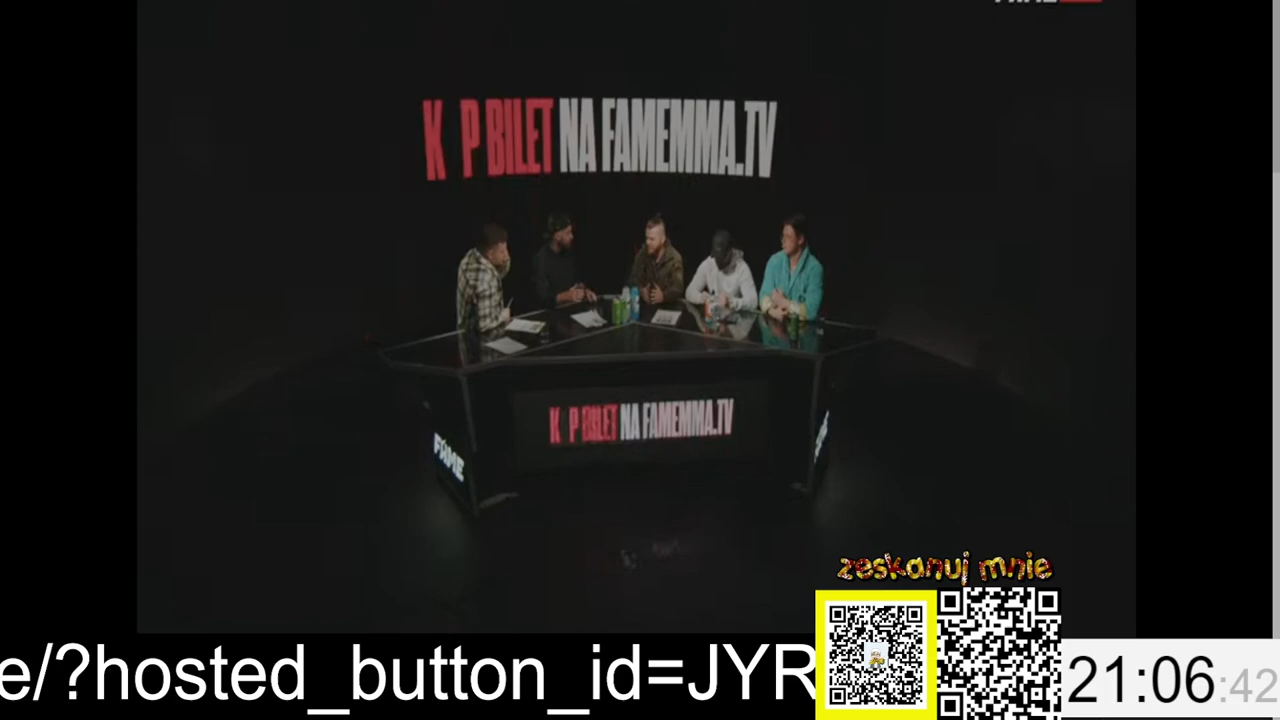 K P BILET NA FAMEMMA.TV
K P BILET NA FAMEMMA.TV
FAME
zeskanuj mnie
e/?hosted_button_id=JYR
21:06:42